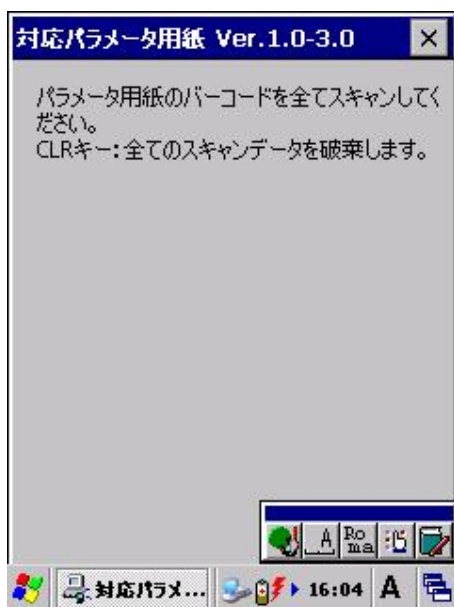 対応パラメータ用紙 Ver.1.0-3.0
パラメータ用紙のバーコードを全てスキャンしてく
ださい。
CLRキー：全てのスキャンデータを破棄します。
A
Ro
ma
対応パラメ... 16:04 A